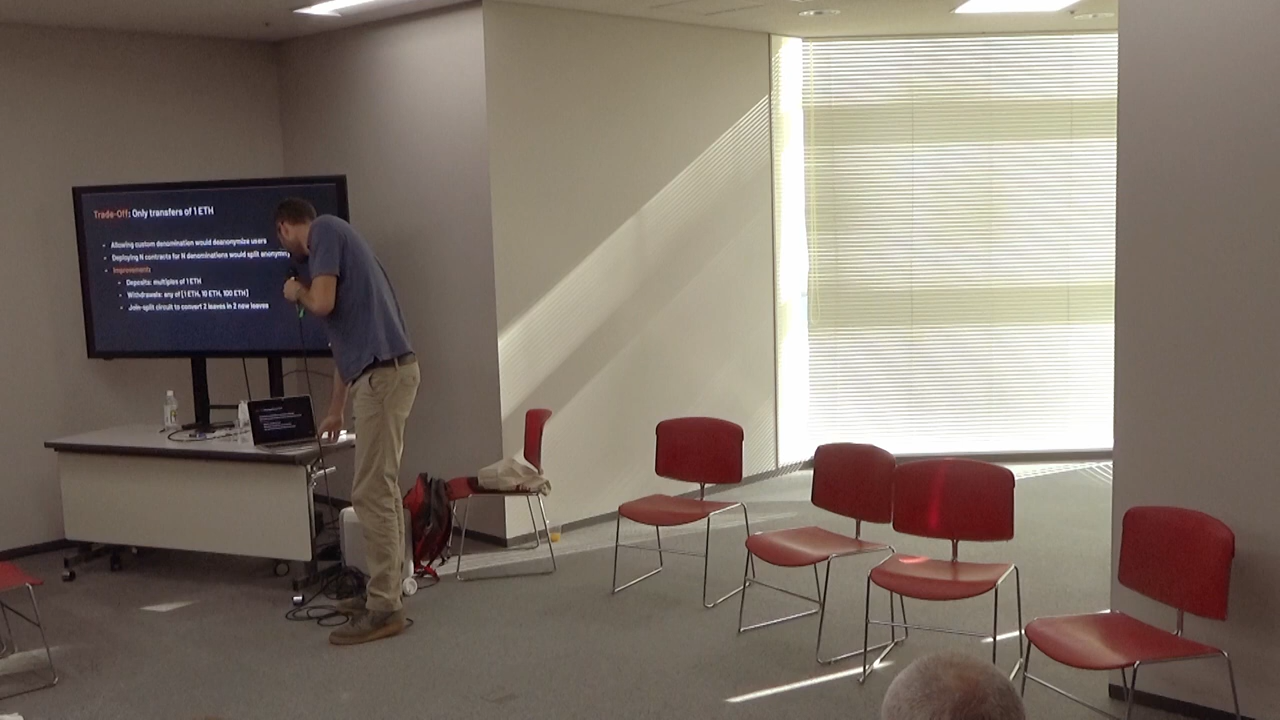 Trade-Off: Only transfers of 1 ETH
Allowing custom denomination would deanonymize users
Deploying N contracts for N denominations would split
Improvement:
Deposits: multiples of 1 ETH
Withdrawals: any of [1 ETH, 10 ETH, 100 ETH]
Join-split circuit to convert 2 leaves in 2 new leaves